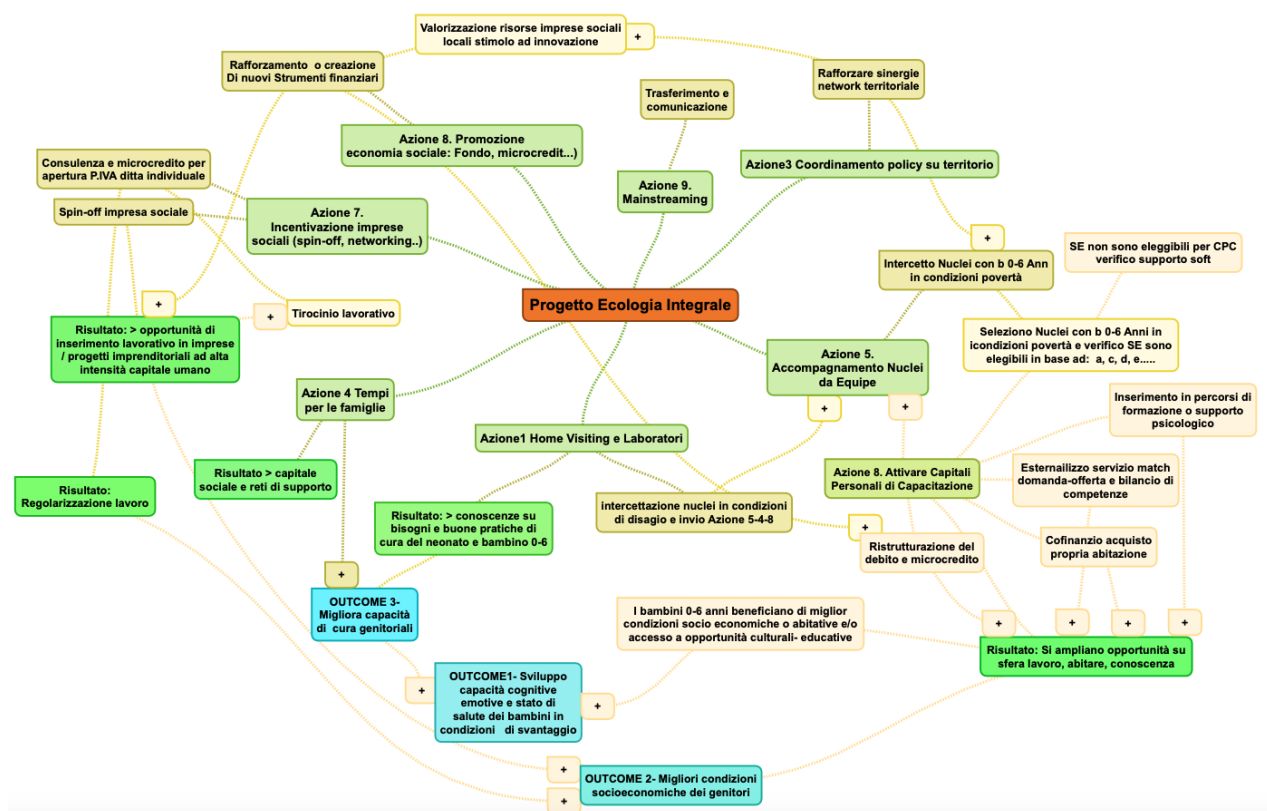 Valorizzazione risorse imprese sociali
locali stimolo ad innovazione
+
Rafforzamento o creazione
Di nuovi Strumenti finanziari
Rafforzare sinergie
network territoriale
Trasferimento e
comunicazione
Azione 8. Promozione
economia sociale: Fondo, microcredit...)
Azione3 Coordinamento policy su territorio
Consulenza e microcredito per
apertura P.IVA ditta individuale
Azione 9.
Mainstreaming
Spin-off impresa sociale
Azione 7.
Incentivazione imprese
sociali (spin-off, networking..)
+
SE non sono eleggibili per CPC
verifico supporto soft
Intercetto Nuclei con b 0-6 Ann
in condizioni povertà
Progetto Ecologia Integrale
+
+
Tirocinio lavorativo
Risultato: > opportunità di
inserimento lavorativo in imprese
/ progetti imprenditoriali ad alta
intensità capitale umano
Seleziono Nuclei con b 0-6 Anni in
icondizioni povertà e verifico SE sono
elegibili in base ad: a, c, d, e.....
Azione 5.
Accompagnamento Nuclei
da Equipe
Azione 4 Tempi
per le famiglie
+
+
Inserimento in percorsi di
formazione o supporto
psicologico
Azione1 Home Visiting e Laboratori
Risultato > capitale
sociale e reti di supporto
Azione 8. Attivare Capitali
Personali di Capacitazione
Esternailizzo servizio match
domanda-offerta e bilancio di
competenze
Risultato:
Regolarizzazione lavoro
intercettazione nuclei in condizioni
di disagio e invio Azione 5-4-8
Risultato: > conoscenze su
bisogni e buone pratiche di
cura del neonato e bambino 0-6
+
Ristrutturazione del
debito e microcredito
Cofinanzio acquisto
propria abitazione
+
OUTCOME 3-
Migliora capacità
di cura genitoriali
I bambini 0-6 anni beneficiano di miglior
condizioni socio economiche o abitative e/o
accesso a opportunità culturali- educative
+
+
+
+
Risultato: Si ampliano opportunità su
sfera lavoro, abitare, conoscenza
+
OUTCOME1- Sviluppo
capacità cognitive
emotive e stato di
salute dei bambini in
condizioni di svantaggio
+
+
OUTCOME 2- Migliori condizioni
socioeconomiche dei genitori
+